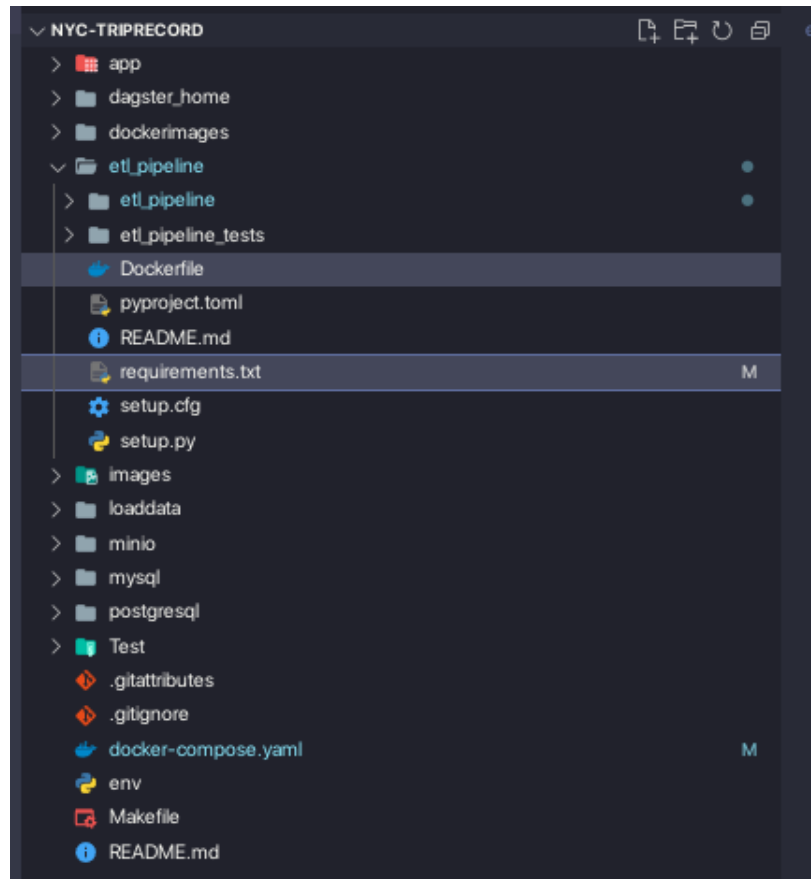 NYC-TRIPRECORD
app
dagster_home
dockerimages
etl_pipeline
etl_pipeline
etl_pipeline_tests
Dockerfile
pyproject.toml
README.md
requirements.txt M
setup.cfg
setup.py
images
loaddata
minio
mysql
postgresql
Test
.gitattributes
.gitignore
docker-compose.yaml M
env
Makefile
README.md